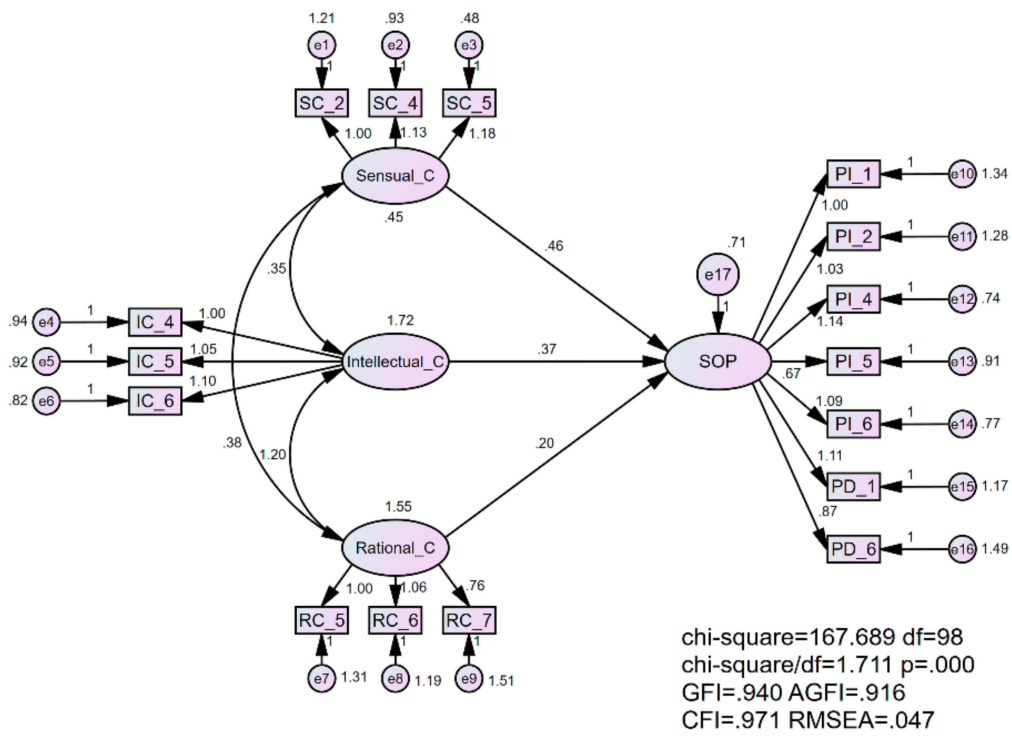 1.21 .93 .48
e1 e2 e3
1 1 1
SC_2 SC_4 SC_5
1.00 1.13 1.18
Sensual_C
.45
.46
.35
.94 e4 1 IC_4 1.00
.92 e5 1 IC_5 1.05
.82 e6 1 IC_6 1.10
1.72
Intellectual_C
.37
.38
1.20
.20
1.55
Rational_C
1.00 1.06 .76
RC_5 RC_6 RC_7
1 1 1
e7 1.31 e8 1.19 e9 1.51
.71
e17
1
SOP
PI_1 1 e10 1.34
1.00
PI_2 1 e11 1.28
1.03
PI_4 1 e12 .74
1.14
PI_5 1 e13 .91
.67
PI_6 1 e14 .77
1.09
PD_1 1 e15 1.17
1.11
PD_6 1 e16 1.49
.87
chi-square=167.689 df=98
chi-square/df=1.711 p=.000
GFI=.940 AGFI=.916
CFI=.971 RMSEA=.047